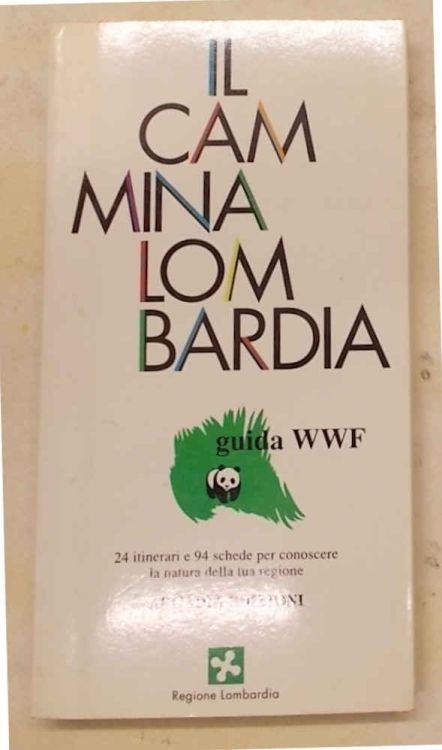 IL
CAM
MINA
LOM
BARDIA
guida WWF
24 itinerari e 94 schede per conoscere
la natura della tua regione
Regione Lombardia